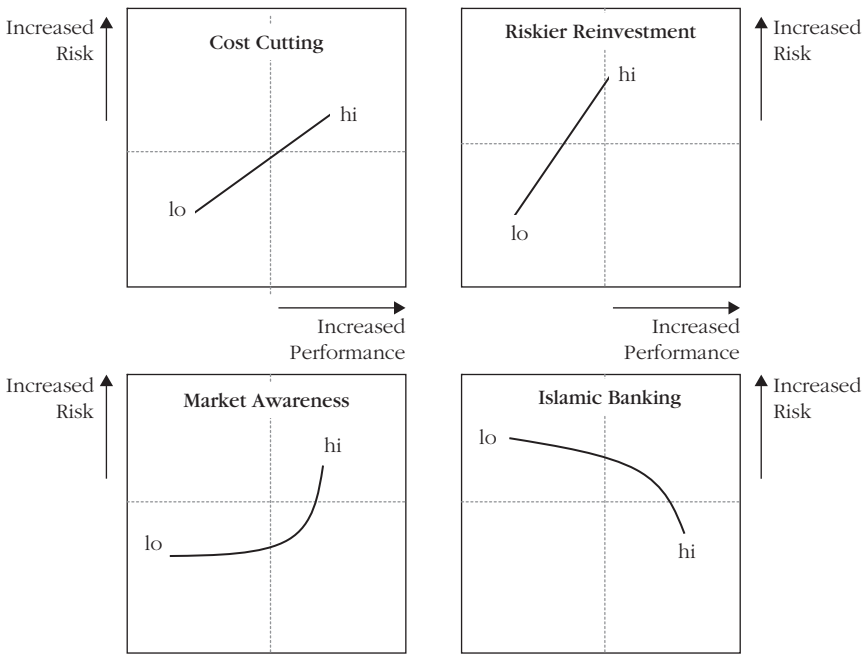 Increased
Risk
Cost Cutting
hi
lo
Riskier Reinvestment
hi
lo
Increased
Risk
Increased
Performance
Increased
Performance
Increased
Risk
Market Awareness
hi
lo
Islamic Banking
lo
hi
Increased
Risk